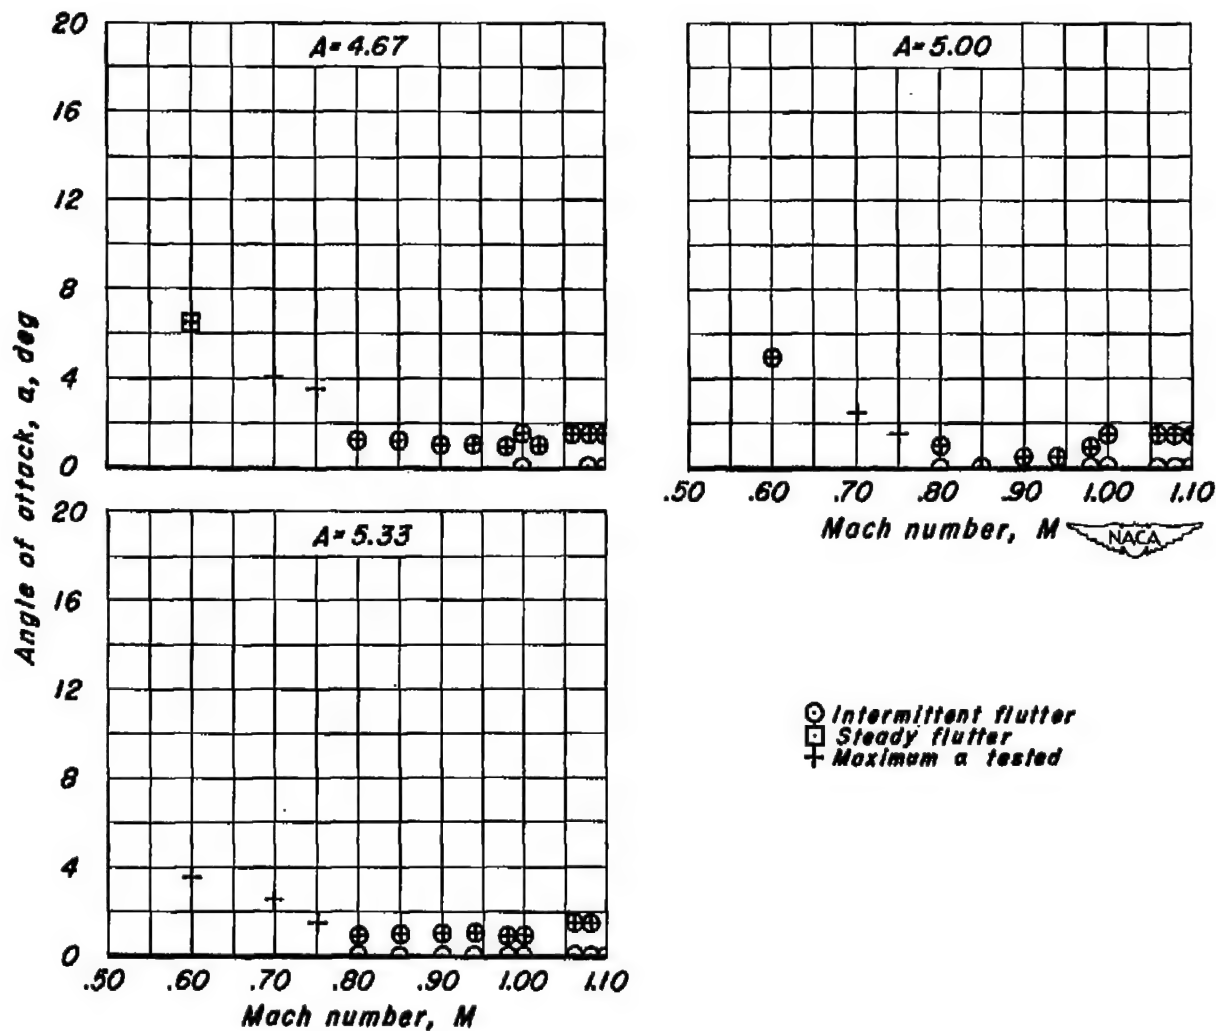 20
16
12
8
4
0
A=4.67
A=5.00
.50 .60 .70 .80 .90 1.00 1.10
Mach number, M
NACA
Angle of attack, α, deg
20
16
12
8
4
0
A=5.33
.50 .60 .70 .80 .90 1.00 1.10
Mach number, M
Intermittent flutter
Steady flutter
Maximum α tested